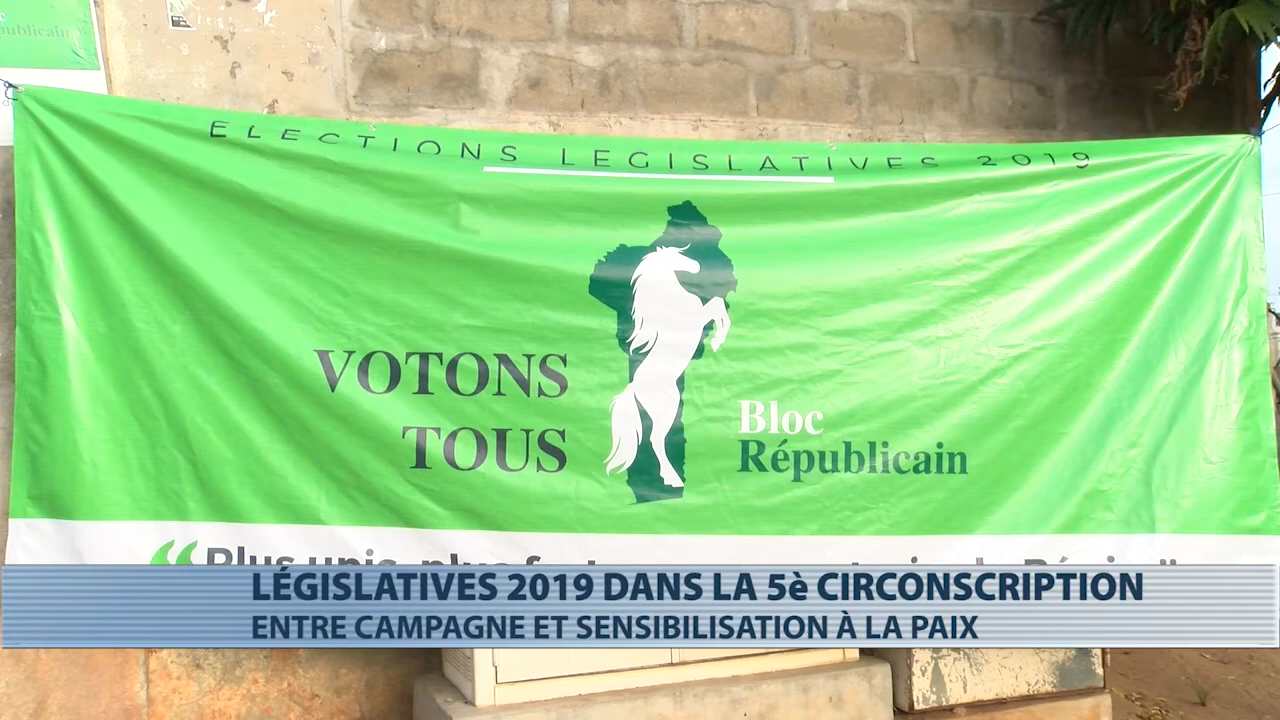 ELECTIONS LEGISLATIVES 2019
VOTONS
TOUS
Bloc
Républicain
LÉGISLATIVES 2019 DANS LA 5è CIRCONSCRIPTION
ENTRE CAMPAGNE ET SENSIBILISATION À LA PAIX